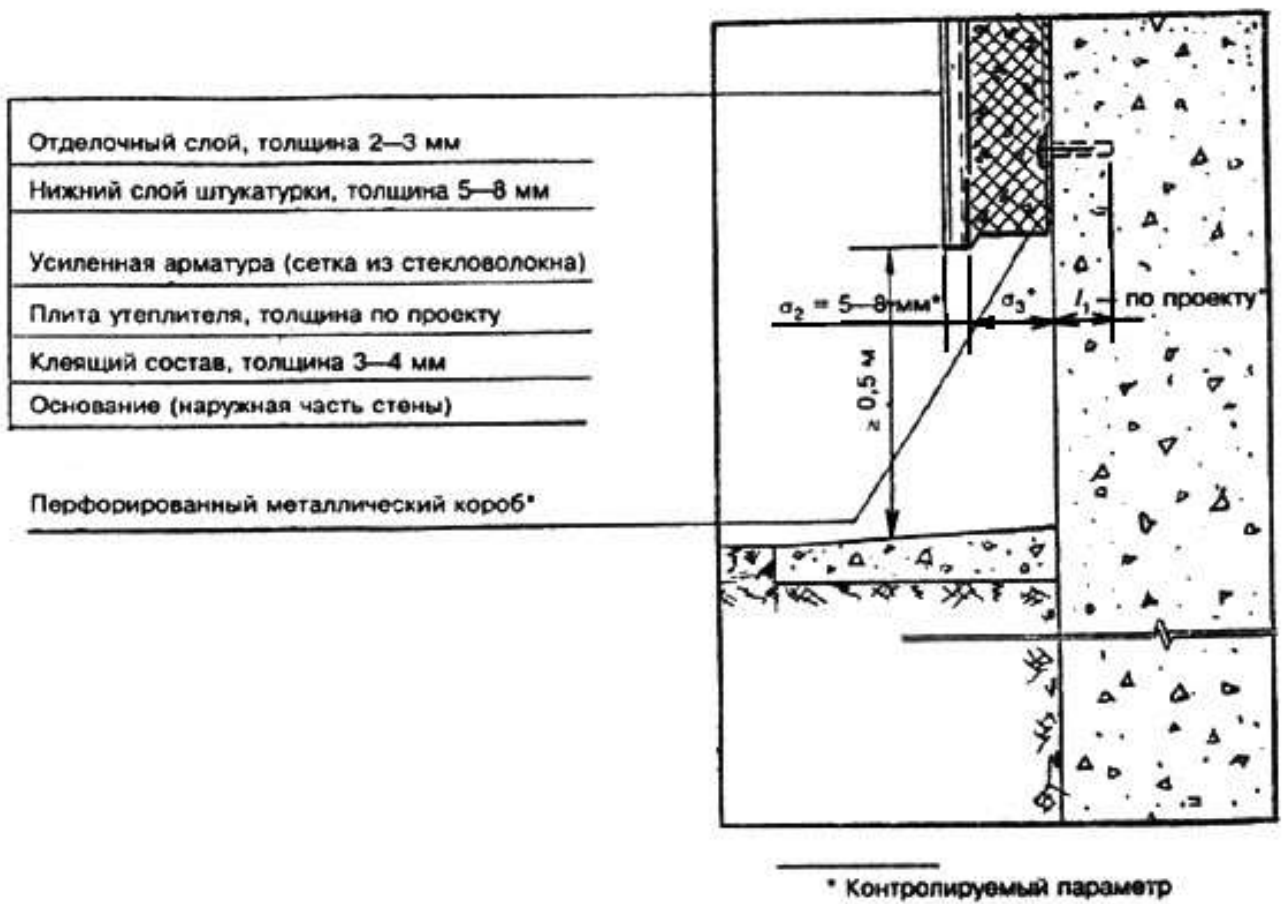 Отделочный слой, толщина 2—3 мм
Нижний слой штукатурки, толщина 5—8 мм
Усиленная арматура (сетка из стекловолокна)
Плита утеплителя, толщина по проекту
Клеящий состав, толщина 3—4 мм
Основание (наружная часть стены)
Перфорированный металлический короб*
σ₂ = 5—8 мм*
σ₃*
l₁ — по проекту*
≥ 0,5 м
* Контролируемый параметр